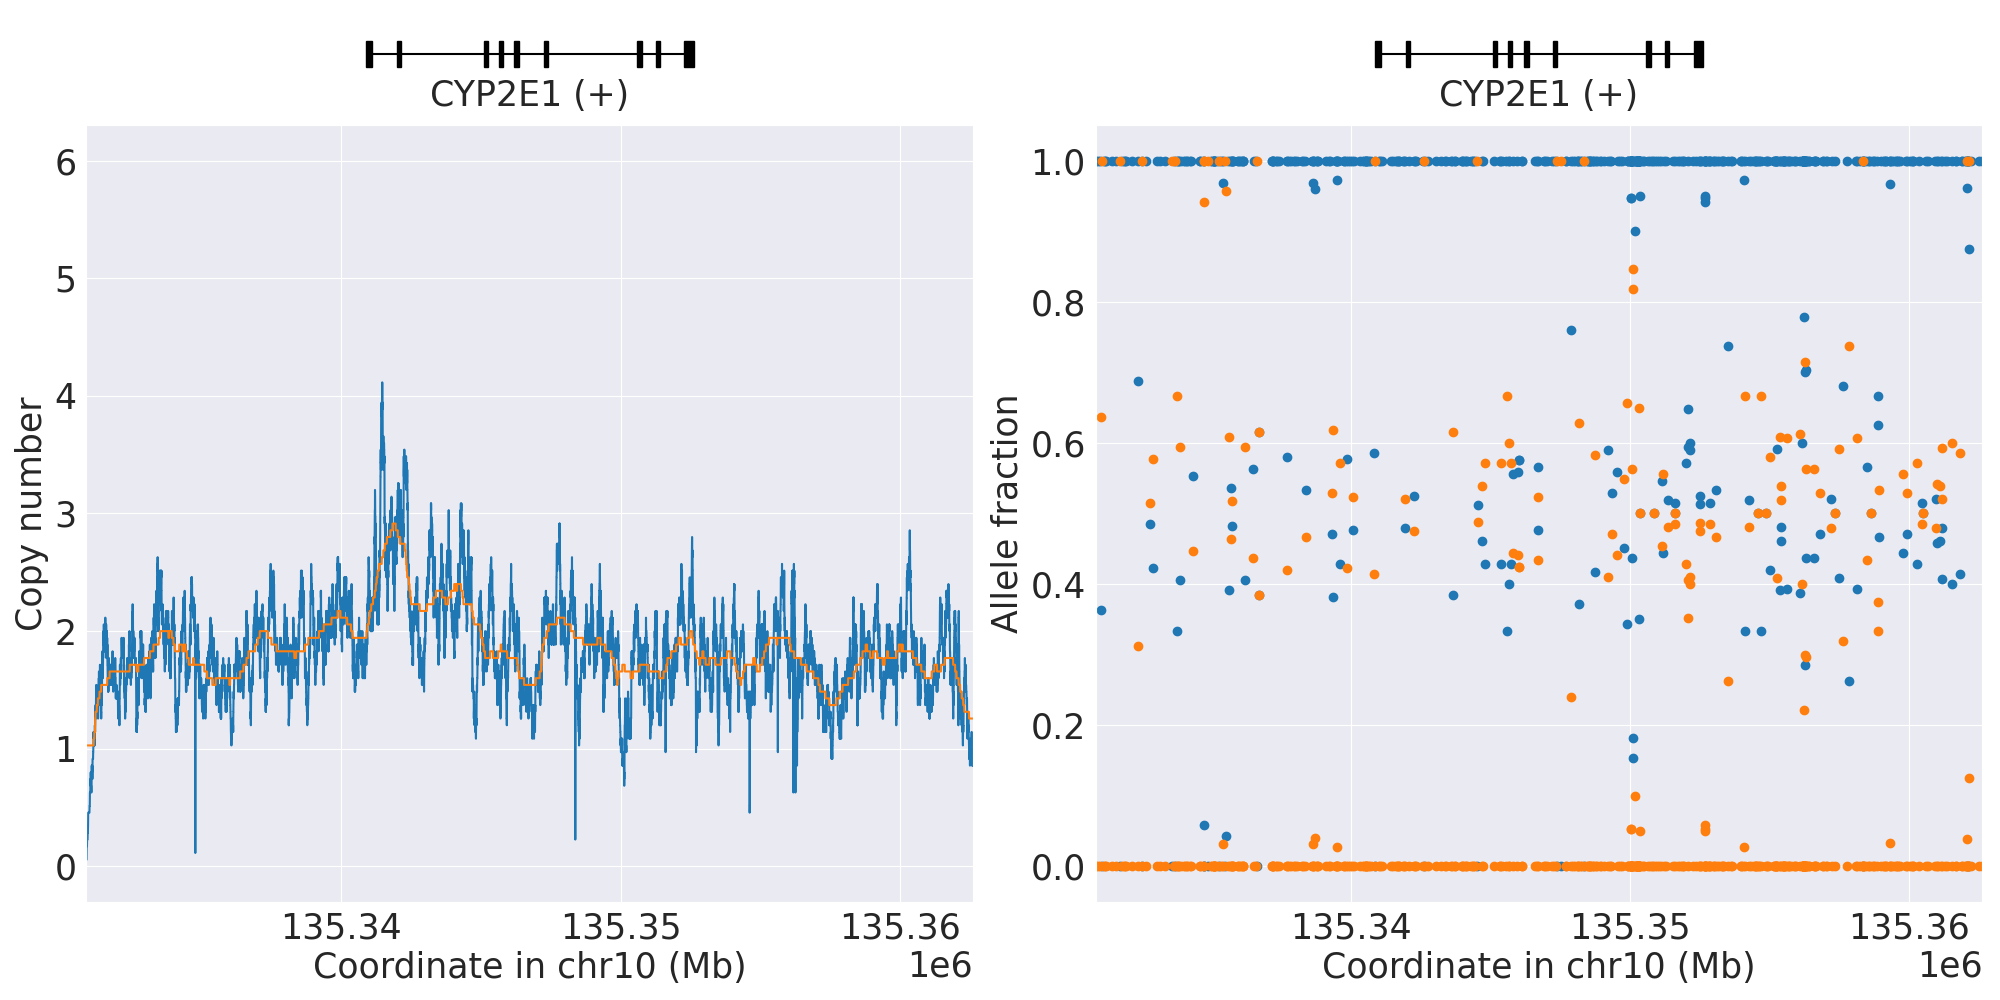 CYP2E1 (+)
6
5
4
3
2
1
0
Copy number
135.34 135.35 135.36
Coordinate in chr10 (Mb)
1e6
CYP2E1 (+)
1.0
0.8
0.6
0.4
0.2
0.0
Allele fraction
135.34 135.35 135.36
Coordinate in chr10 (Mb)
1e6